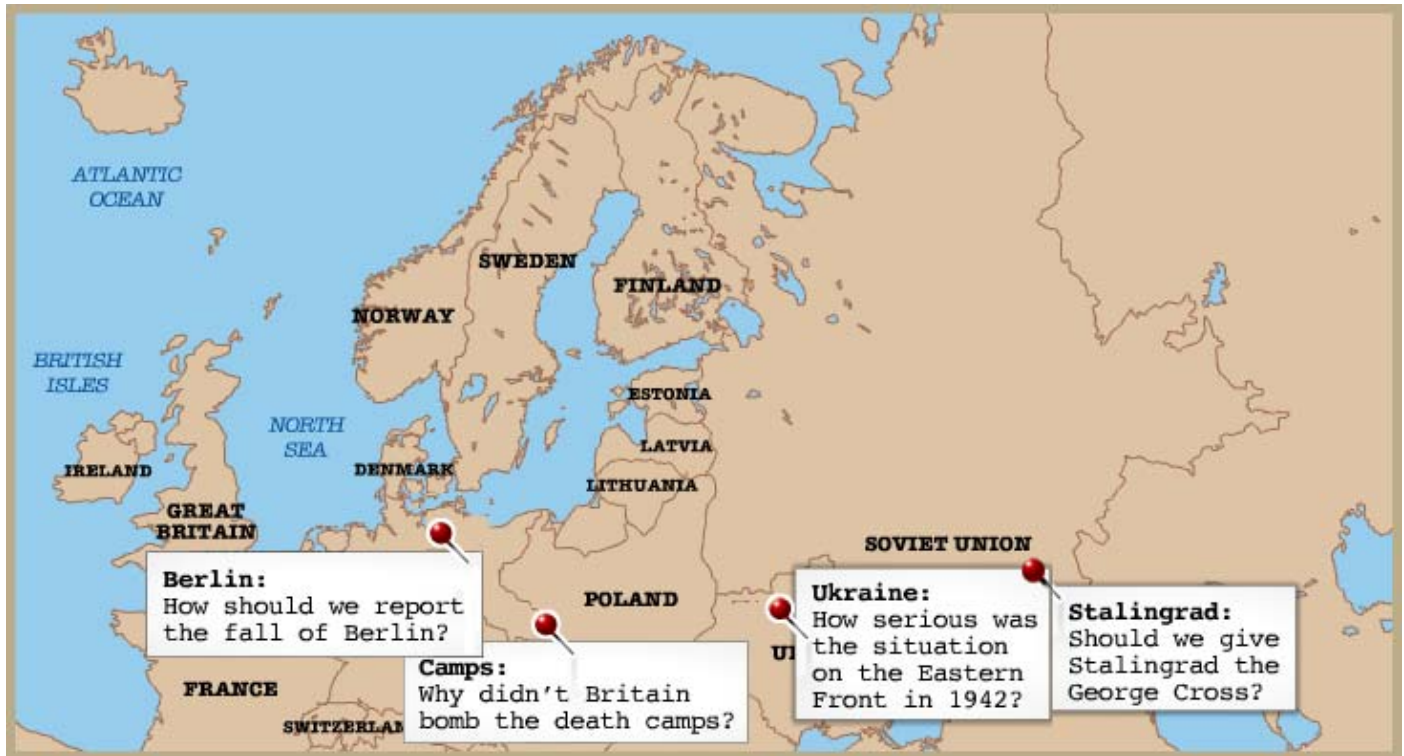 ATLANTIC
OCEAN
SWEDEN
FINLAND
NORWAY
BRITISH
ISLES
ESTONIA
NORTH
SEA
LATVIA
IRELAND
DENMARK
LITHUANIA
GREAT
BRITAIN
SOVIET UNION
Berlin:
How should we report
the fall of Berlin?
POLAND
Ukraine:
How serious was
the situation
on the Eastern
Front in 1942?
Stalingrad:
Should we give
Stalingrad the
George Cross?
Camps:
Why didn't Britain
bomb the death camps?
FRANCE
SWITZERLAN